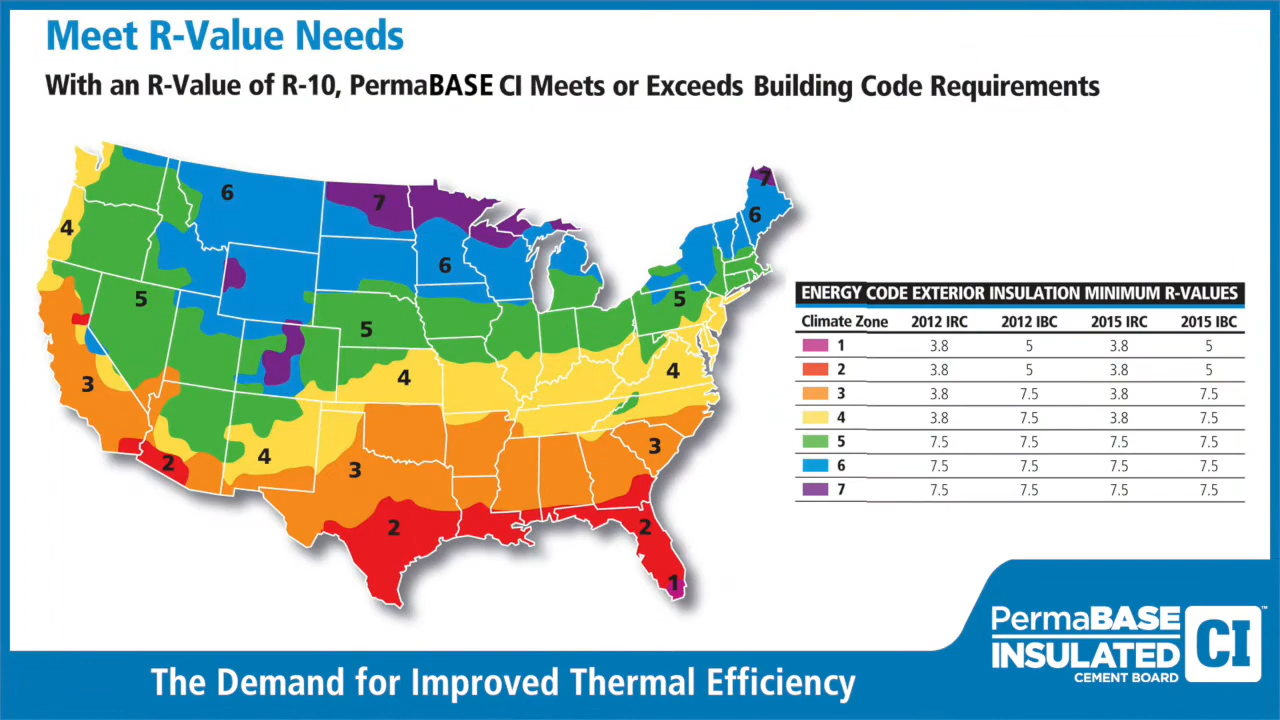 Meet R-Value Needs
With an R-Value of R-10, PermaBASE CI Meets or Exceeds Building Code Requirements
7
6
7
4
6
6
5
5
5
4
4
3
3
2
4
3
2
2
1
ENERGY CODE EXTERIOR INSULATION MINIMUM R-VALUES
Climate Zone 2012 IRC 2012 IBC 2015 IRC 2015 IBC
1 3.8 5 3.8 5
2 3.8 5 3.8 5
3 3.8 7.5 3.8 7.5
4 3.8 7.5 3.8 7.5
5 7.5 7.5 7.5 7.5
6 7.5 7.5 7.5 7.5
7 7.5 7.5 7.5 7.5
The Demand for Improved Thermal Efficiency
PermaBASE
INSULATED
CEMENT BOARD
CI™